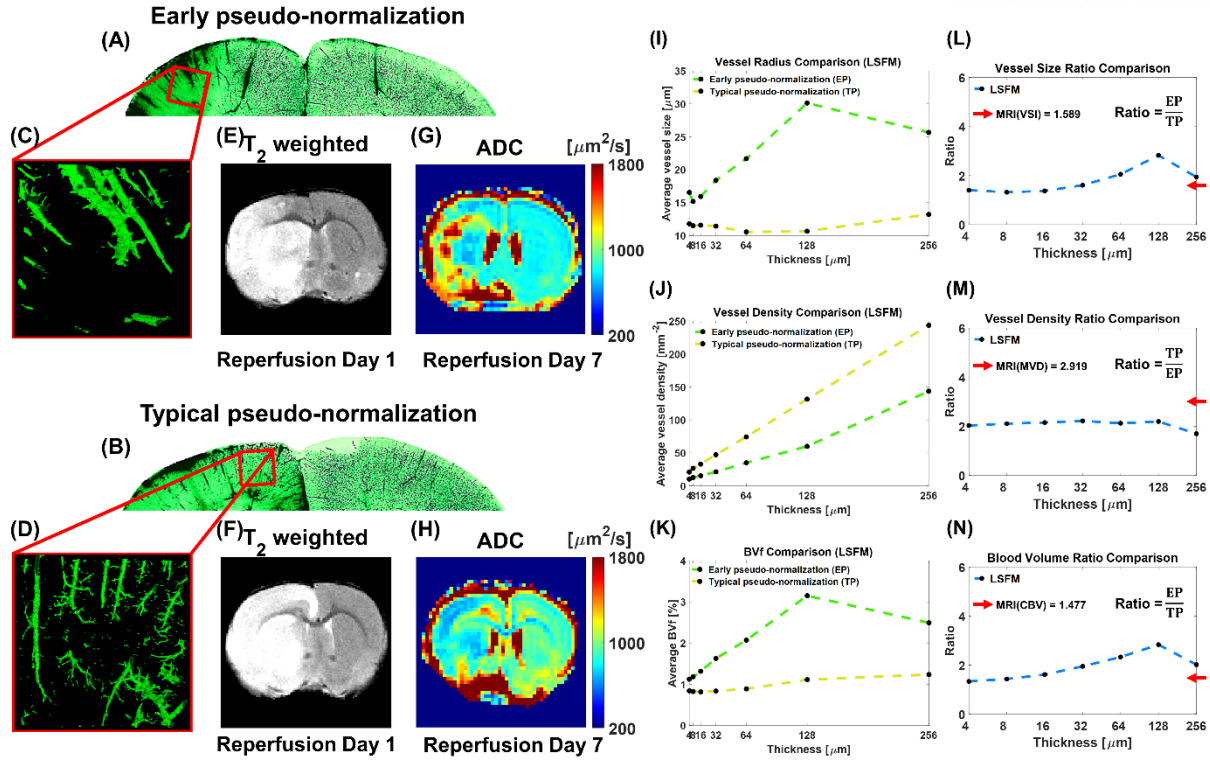 Early pseudo-normalization
(A)
(C)
(E)
T2 weighted
(G)
ADC
[μm2/s]
1800
1000
200
Reperfusion Day 1
Reperfusion Day 7
Typical pseudo-normalization
(B)
(D)
(F)
T2 weighted
(H)
ADC
[μm2/s]
1800
1000
200
Reperfusion Day 1
Reperfusion Day 7
(I)
Vessel Radius Comparison (LSFM)
Early pseudo-normalization (EP)
Typical pseudo-normalization (TP)
Average vessel size [μm]
35
30
25
20
15
10
4 8 16 32 64 128 256
Thickness [μm]
(J)
Vessel Density Comparison (LSFM)
Early pseudo-normalization (EP)
Typical pseudo-normalization (TP)
Average vessel density [mm-2]
250
200
150
100
50
0
4 8 16 32 64 128 256
Thickness [μm]
(K)
BVf Comparison (LSFM)
Early pseudo-normalization (EP)
Typical pseudo-normalization (TP)
Average BVf [%]
4
3
2
1
0
4 8 16 32 64 128 256
Thickness [μm]
(L)
Vessel Size Ratio Comparison
LSFM
MRI(VSI) = 1.589
Ratio = EP/TP
Ratio
6
4
2
0
4 8 16 32 64 128 256
Thickness [μm]
(M)
Vessel Density Ratio Comparison
LSFM
MRI(MVD) = 2.919
Ratio = TP/EP
Ratio
6
4
2
0
4 8 16 32 64 128 256
Thickness [μm]
(N)
Blood Volume Ratio Comparison
LSFM
MRI(CBV) = 1.477
Ratio = EP/TP
Ratio
6
4
2
0
4 8 16 32 64 128 256
Thickness [μm]